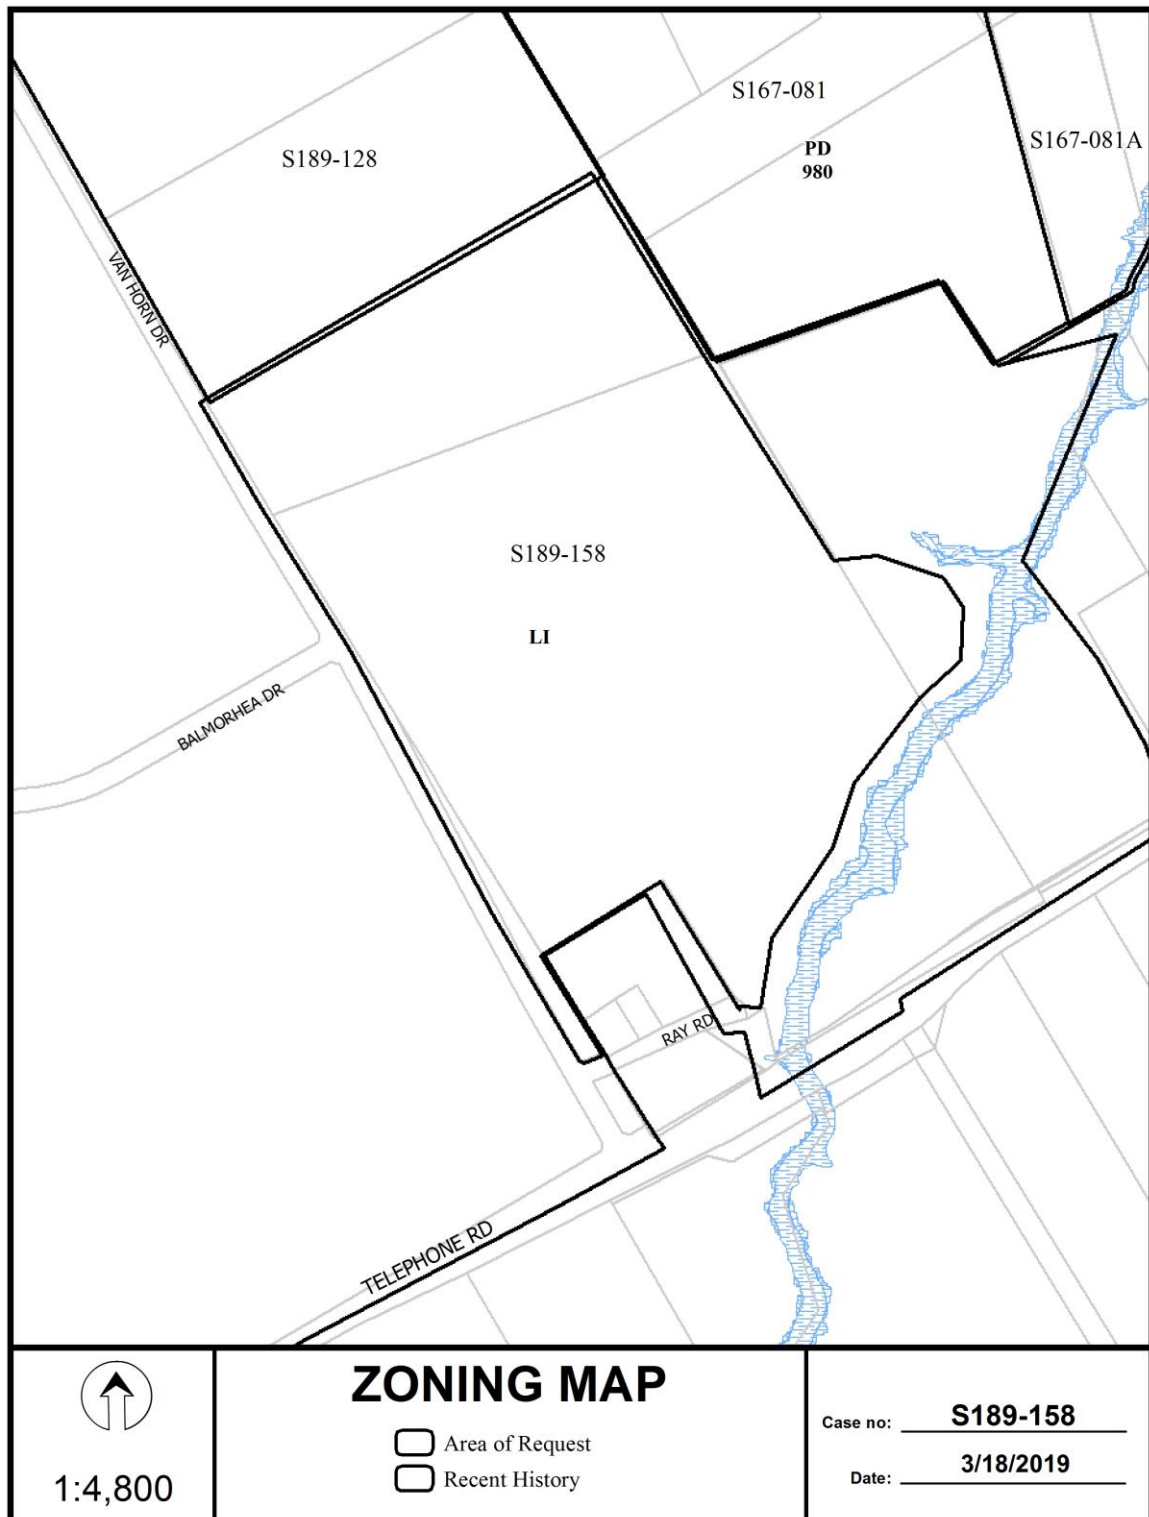 S167-081
S189-128
PD
980
S167-081A
VAN HORN DR
S189-158
LI
BALMORHEA DR
RAY RD
TELEPHONE RD
ZONING MAP
Area of Request
Recent History
1:4,800
Case no: S189-158
Date: 3/18/2019